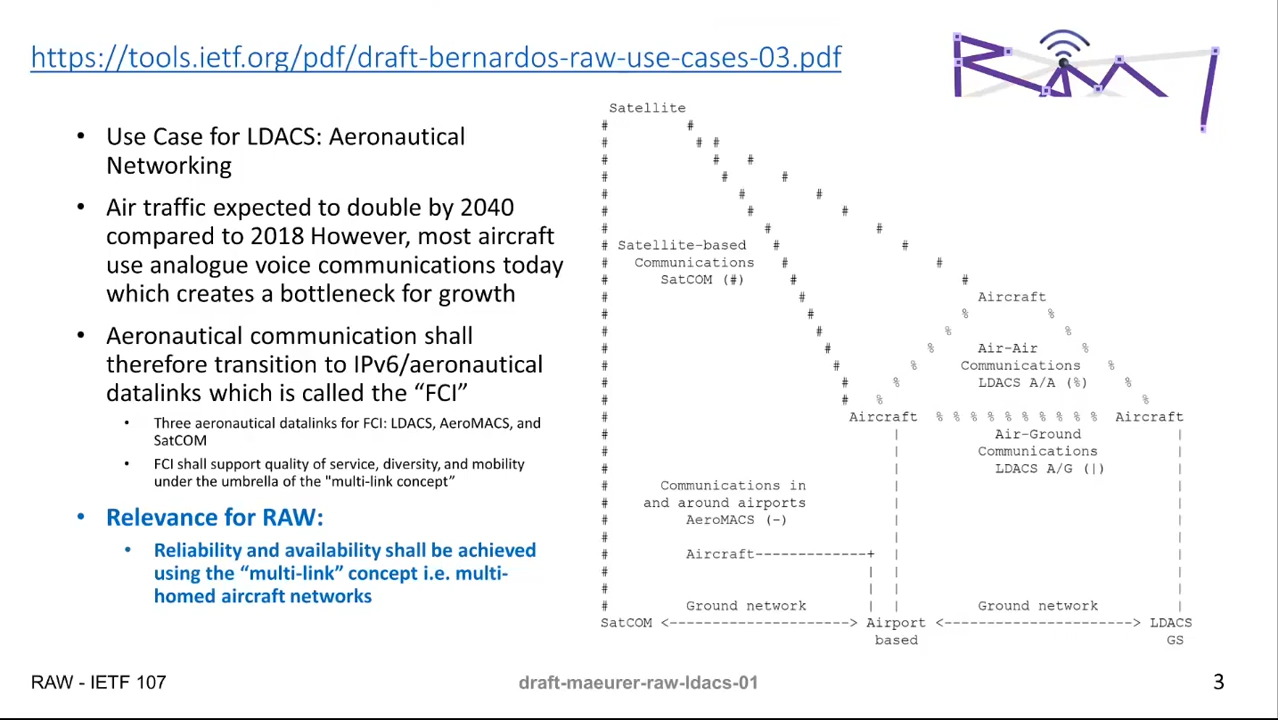 https://tools.ietf.org/pdf/draft-bernardos-raw-use-cases-03.pdf
RAW
• Use Case for LDACS: Aeronautical
Networking
• Air traffic expected to double by 2040
compared to 2018 However, most aircraft
use analogue voice communications today
which creates a bottleneck for growth
• Aeronautical communication shall
therefore transition to IPv6/aeronautical
datalinks which is called the “FCI”
• Three aeronautical datalinks for FCI: LDACS, AeroMACS, and
SatCOM
• FCI shall support quality of service, diversity, and mobility
under the umbrella of the "multi-link concept”
• Relevance for RAW:
• Reliability and availability shall be achieved
using the “multi-link” concept i.e. multi-
homed aircraft networks
Satellite
# #
# # #
# # #
# # #
# # #
# # #
# # #
# Satellite-based # #
# Communications # #
# SatCOM (#) # #
# # Aircraft
# # % %
# # % %
# # % Air-Air %
# # % Communications %
# # % LDACS A/A (%) %
# # % %
# Aircraft % % % % % % % % % % Aircraft
# | Air-Ground |
# | Communications |
# | LDACS A/G (|) |
# Communications in | |
# and around airports | |
# AeroMACS (-) | |
# | |
# Aircraft-------------+ | |
# | | |
# | | |
# Ground network | | Ground network |
SatCOM <---------------------> Airport <----------------------> LDACS
based GS
RAW - IETF 107
draft-maeurer-raw-ldacs-01
3